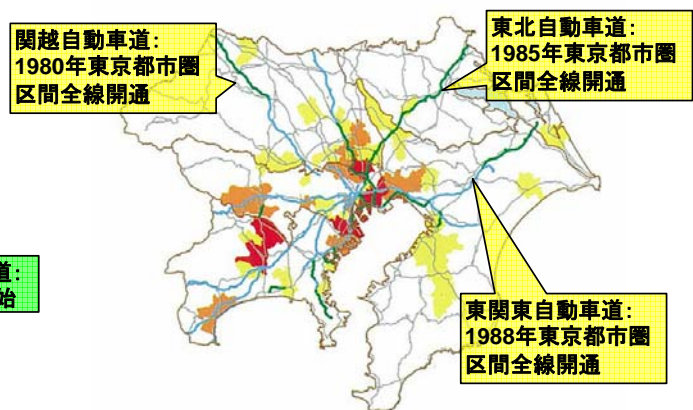 関越自動車道:
1980年東京都市圏
区間全線開通
東北自動車道:
1985年東京都市圏
区間全線開通
道:
始
東関東自動車道:
1988年東京都市圏
区間全線開通